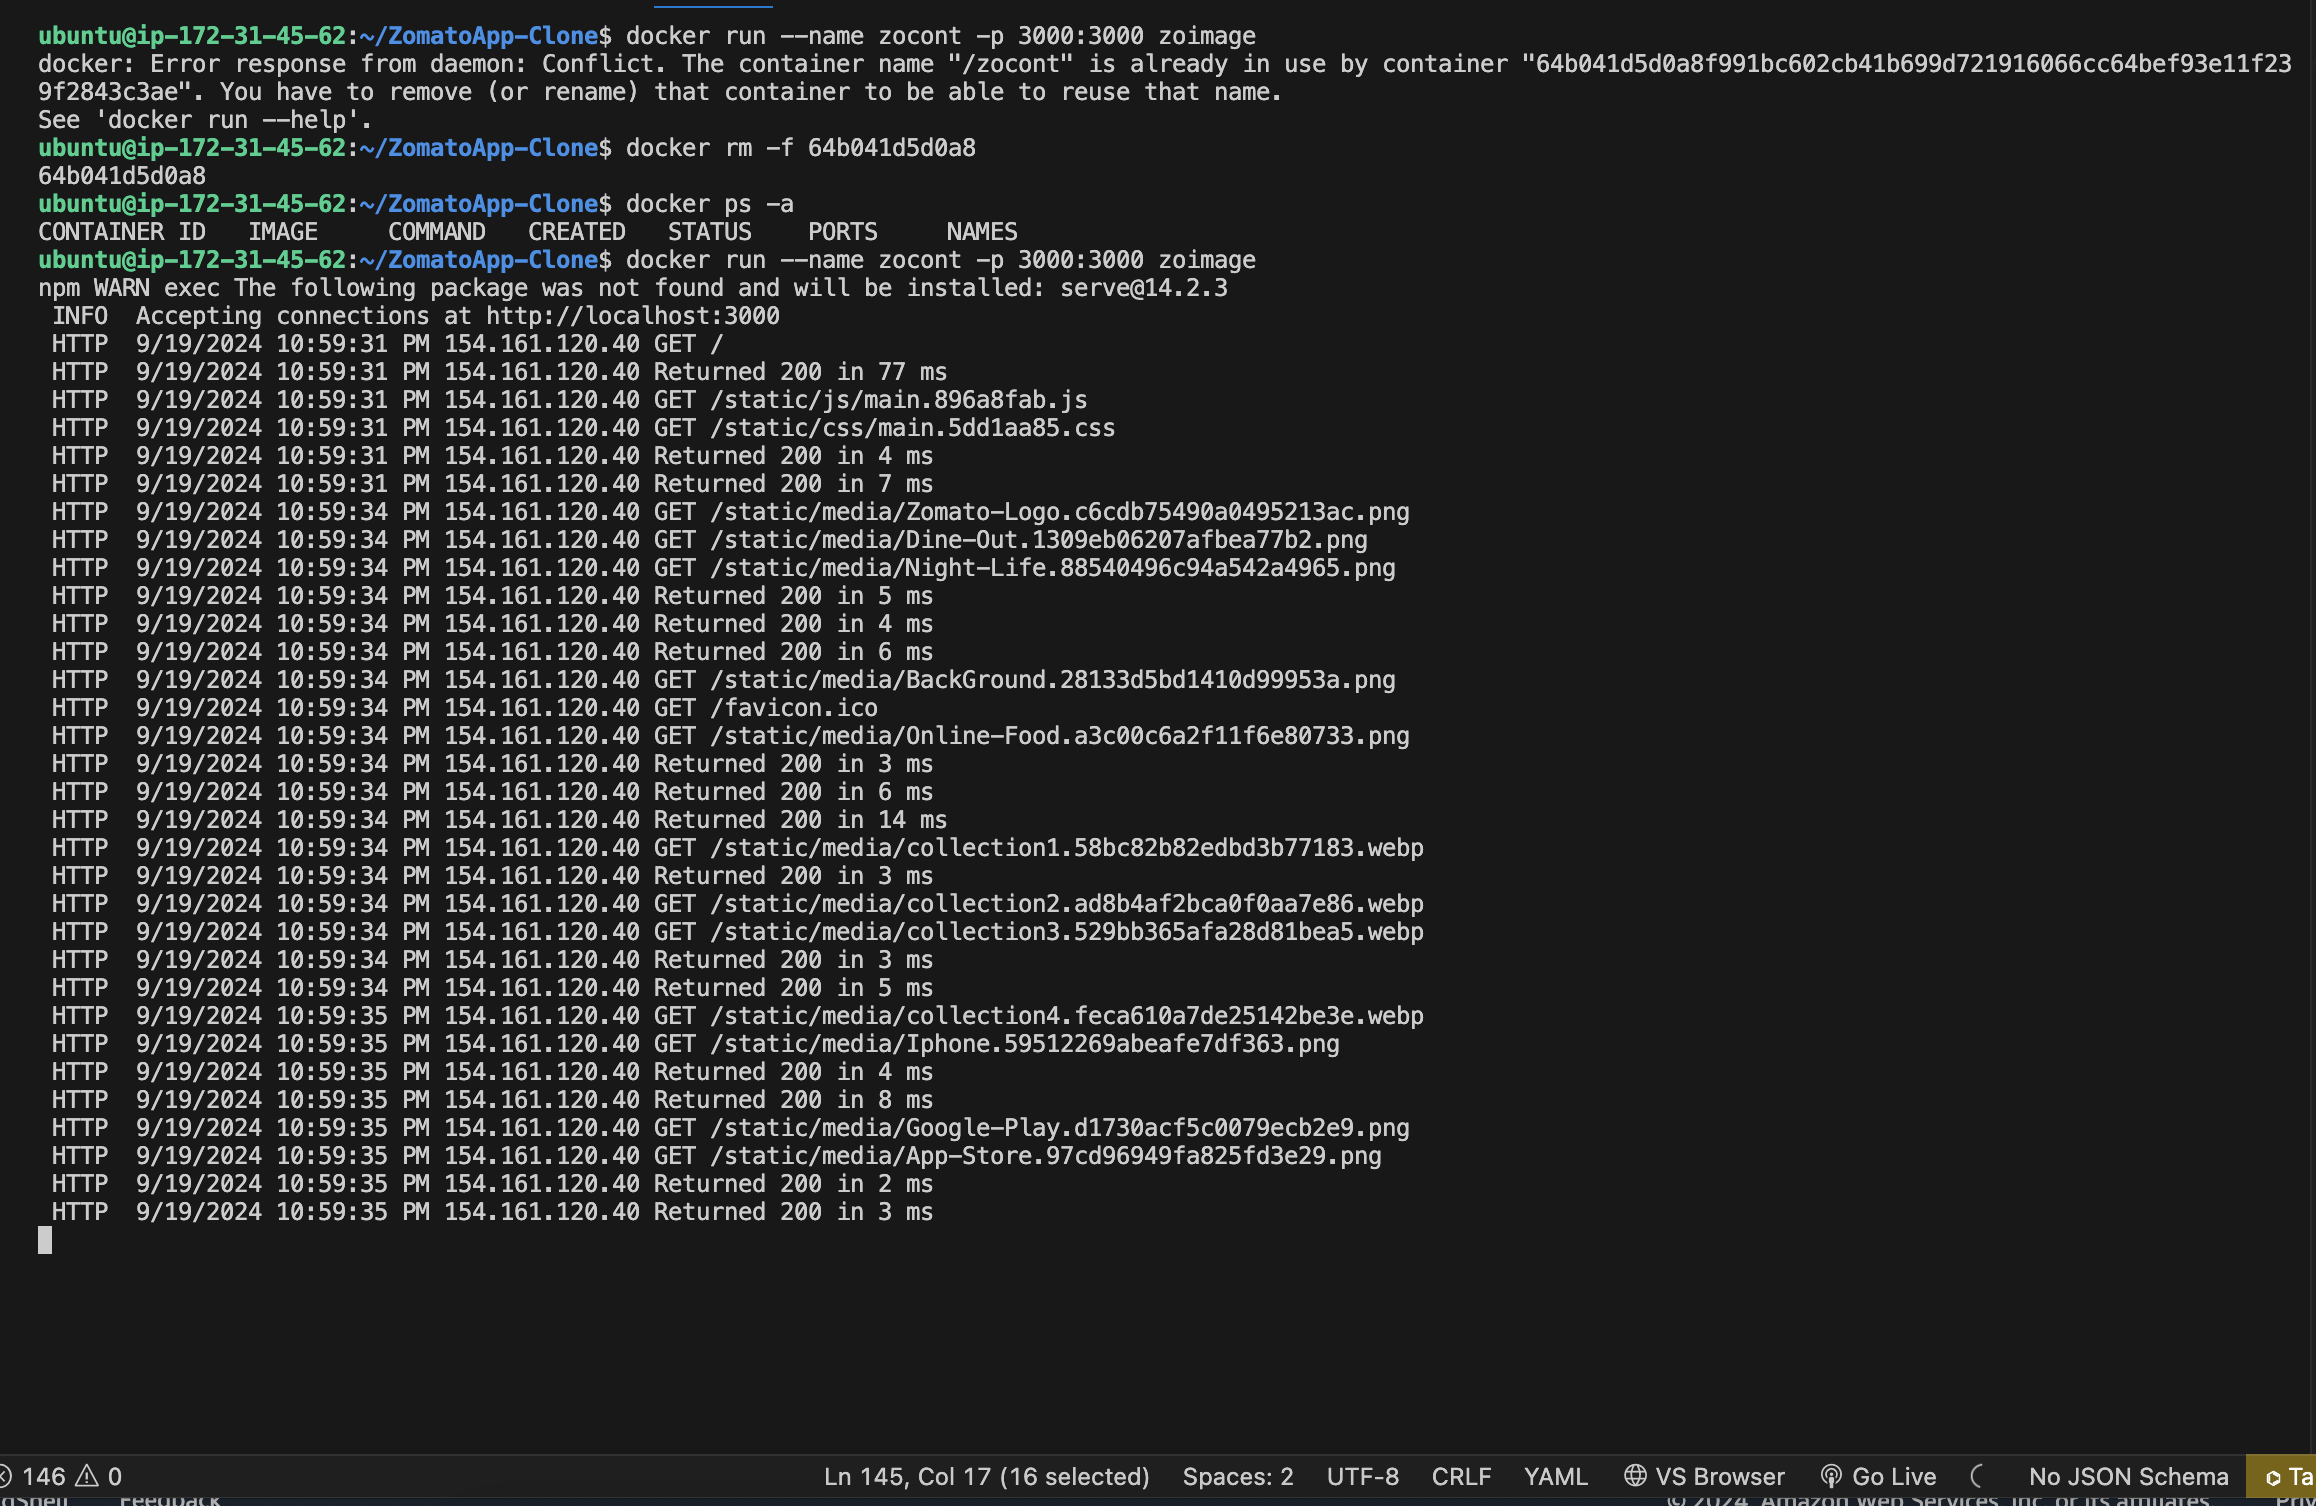 ubuntu@ip-172-31-45-62:~/ZomatoApp-Clone$ docker run --name zocont -p 3000:3000 zoimage
docker: Error response from daemon: Conflict. The container name "/zocont" is already in use by container "64b041d5d0a8f991bc602cb41b699d721916066cc64bef93e11f23
9f2843c3ae". You have to remove (or rename) that container to be able to reuse that name.
See 'docker run --help'.
ubuntu@ip-172-31-45-62:~/ZomatoApp-Clone$ docker rm -f 64b041d5d0a8
64b041d5d0a8
ubuntu@ip-172-31-45-62:~/ZomatoApp-Clone$ docker ps -a
CONTAINER ID   IMAGE     COMMAND   CREATED   STATUS    PORTS     NAMES
ubuntu@ip-172-31-45-62:~/ZomatoApp-Clone$ docker run --name zocont -p 3000:3000 zoimage
npm WARN exec The following package was not found and will be installed: serve@14.2.3
INFO  Accepting connections at http://localhost:3000
HTTP  9/19/2024 10:59:31 PM 154.161.120.40 GET /
HTTP  9/19/2024 10:59:31 PM 154.161.120.40 Returned 200 in 77 ms
HTTP  9/19/2024 10:59:31 PM 154.161.120.40 GET /static/js/main.896a8fab.js
HTTP  9/19/2024 10:59:31 PM 154.161.120.40 GET /static/css/main.5dd1aa85.css
HTTP  9/19/2024 10:59:31 PM 154.161.120.40 Returned 200 in 4 ms
HTTP  9/19/2024 10:59:31 PM 154.161.120.40 Returned 200 in 7 ms
HTTP  9/19/2024 10:59:34 PM 154.161.120.40 GET /static/media/Zomato-Logo.c6cdb75490a0495213ac.png
HTTP  9/19/2024 10:59:34 PM 154.161.120.40 GET /static/media/Dine-Out.1309eb06207afbea77b2.png
HTTP  9/19/2024 10:59:34 PM 154.161.120.40 GET /static/media/Night-Life.88540496c94a542a4965.png
HTTP  9/19/2024 10:59:34 PM 154.161.120.40 Returned 200 in 5 ms
HTTP  9/19/2024 10:59:34 PM 154.161.120.40 Returned 200 in 4 ms
HTTP  9/19/2024 10:59:34 PM 154.161.120.40 Returned 200 in 6 ms
HTTP  9/19/2024 10:59:34 PM 154.161.120.40 GET /static/media/BackGround.28133d5bd1410d99953a.png
HTTP  9/19/2024 10:59:34 PM 154.161.120.40 GET /favicon.ico
HTTP  9/19/2024 10:59:34 PM 154.161.120.40 GET /static/media/Online-Food.a3c00c6a2f11f6e80733.png
HTTP  9/19/2024 10:59:34 PM 154.161.120.40 Returned 200 in 3 ms
HTTP  9/19/2024 10:59:34 PM 154.161.120.40 Returned 200 in 6 ms
HTTP  9/19/2024 10:59:34 PM 154.161.120.40 Returned 200 in 14 ms
HTTP  9/19/2024 10:59:34 PM 154.161.120.40 GET /static/media/collection1.58bc82b82edbd3b77183.webp
HTTP  9/19/2024 10:59:34 PM 154.161.120.40 Returned 200 in 3 ms
HTTP  9/19/2024 10:59:34 PM 154.161.120.40 GET /static/media/collection2.ad8b4af2bca0f0aa7e86.webp
HTTP  9/19/2024 10:59:34 PM 154.161.120.40 GET /static/media/collection3.529bb365afa28d81bea5.webp
HTTP  9/19/2024 10:59:34 PM 154.161.120.40 Returned 200 in 3 ms
HTTP  9/19/2024 10:59:34 PM 154.161.120.40 Returned 200 in 5 ms
HTTP  9/19/2024 10:59:35 PM 154.161.120.40 GET /static/media/collection4.feca610a7de25142be3e.webp
HTTP  9/19/2024 10:59:35 PM 154.161.120.40 GET /static/media/Iphone.59512269abeafe7df363.png
HTTP  9/19/2024 10:59:35 PM 154.161.120.40 Returned 200 in 4 ms
HTTP  9/19/2024 10:59:35 PM 154.161.120.40 Returned 200 in 8 ms
HTTP  9/19/2024 10:59:35 PM 154.161.120.40 GET /static/media/Google-Play.d1730acf5c0079ecb2e9.png
HTTP  9/19/2024 10:59:35 PM 154.161.120.40 GET /static/media/App-Store.97cd96949fa825fd3e29.png
HTTP  9/19/2024 10:59:35 PM 154.161.120.40 Returned 200 in 2 ms
HTTP  9/19/2024 10:59:35 PM 154.161.120.40 Returned 200 in 3 ms
146 0 Ln 145, Col 17 (16 selected) Spaces: 2 UTF-8 CRLF YAML VS Browser Go Live No JSON Schema Ta
Feedback © 2024, Amazon Web Services, Inc. or its affiliates.